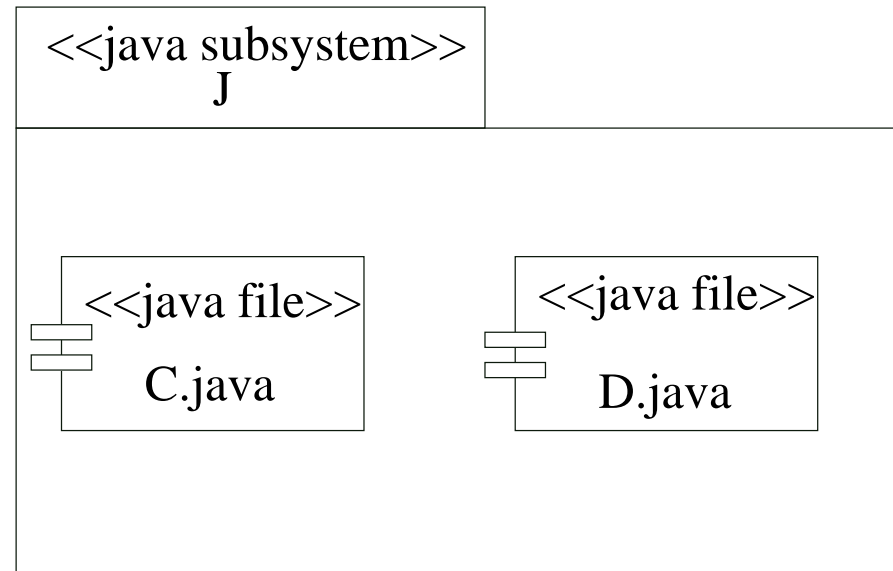 <<java subsystem>>
J
<<java file>>
C.java
<<java file>>
D.java